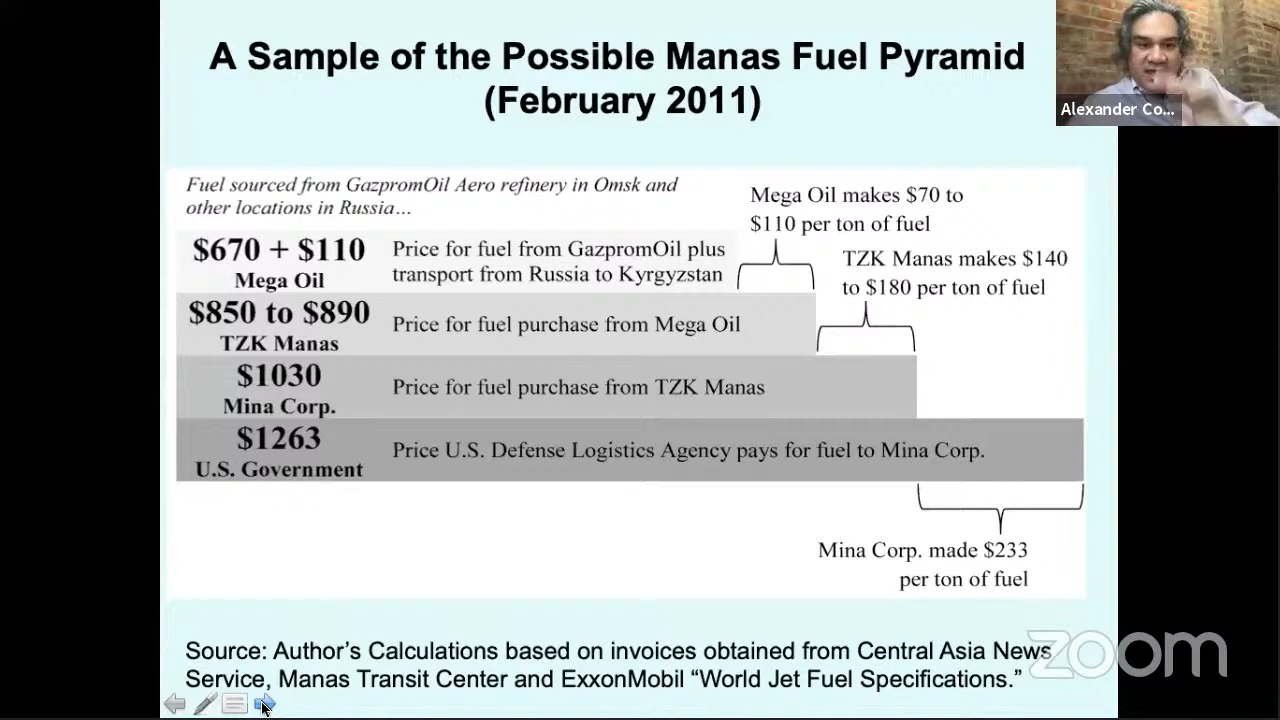 A Sample of the Possible Manas Fuel Pyramid
(February 2011)
Alexander Co...
Fuel sourced from GazpromOil Aero refinery in Omsk and
other locations in Russia…
Mega Oil makes $70 to
$110 per ton of fuel
$670 + $110
Mega Oil
Price for fuel from GazpromOil plus
transport from Russia to Kyrgyzstan
TZK Manas makes $140
to $180 per ton of fuel
$850 to $890
TZK Manas
Price for fuel purchase from Mega Oil
$1030
Mina Corp.
Price for fuel purchase from TZK Manas
$1263
U.S. Government
Price U.S. Defense Logistics Agency pays for fuel to Mina Corp.
Mina Corp. made $233
per ton of fuel
Source: Author’s Calculations based on invoices obtained from Central Asia News
Service, Manas Transit Center and ExxonMobil “World Jet Fuel Specifications.”
zoom